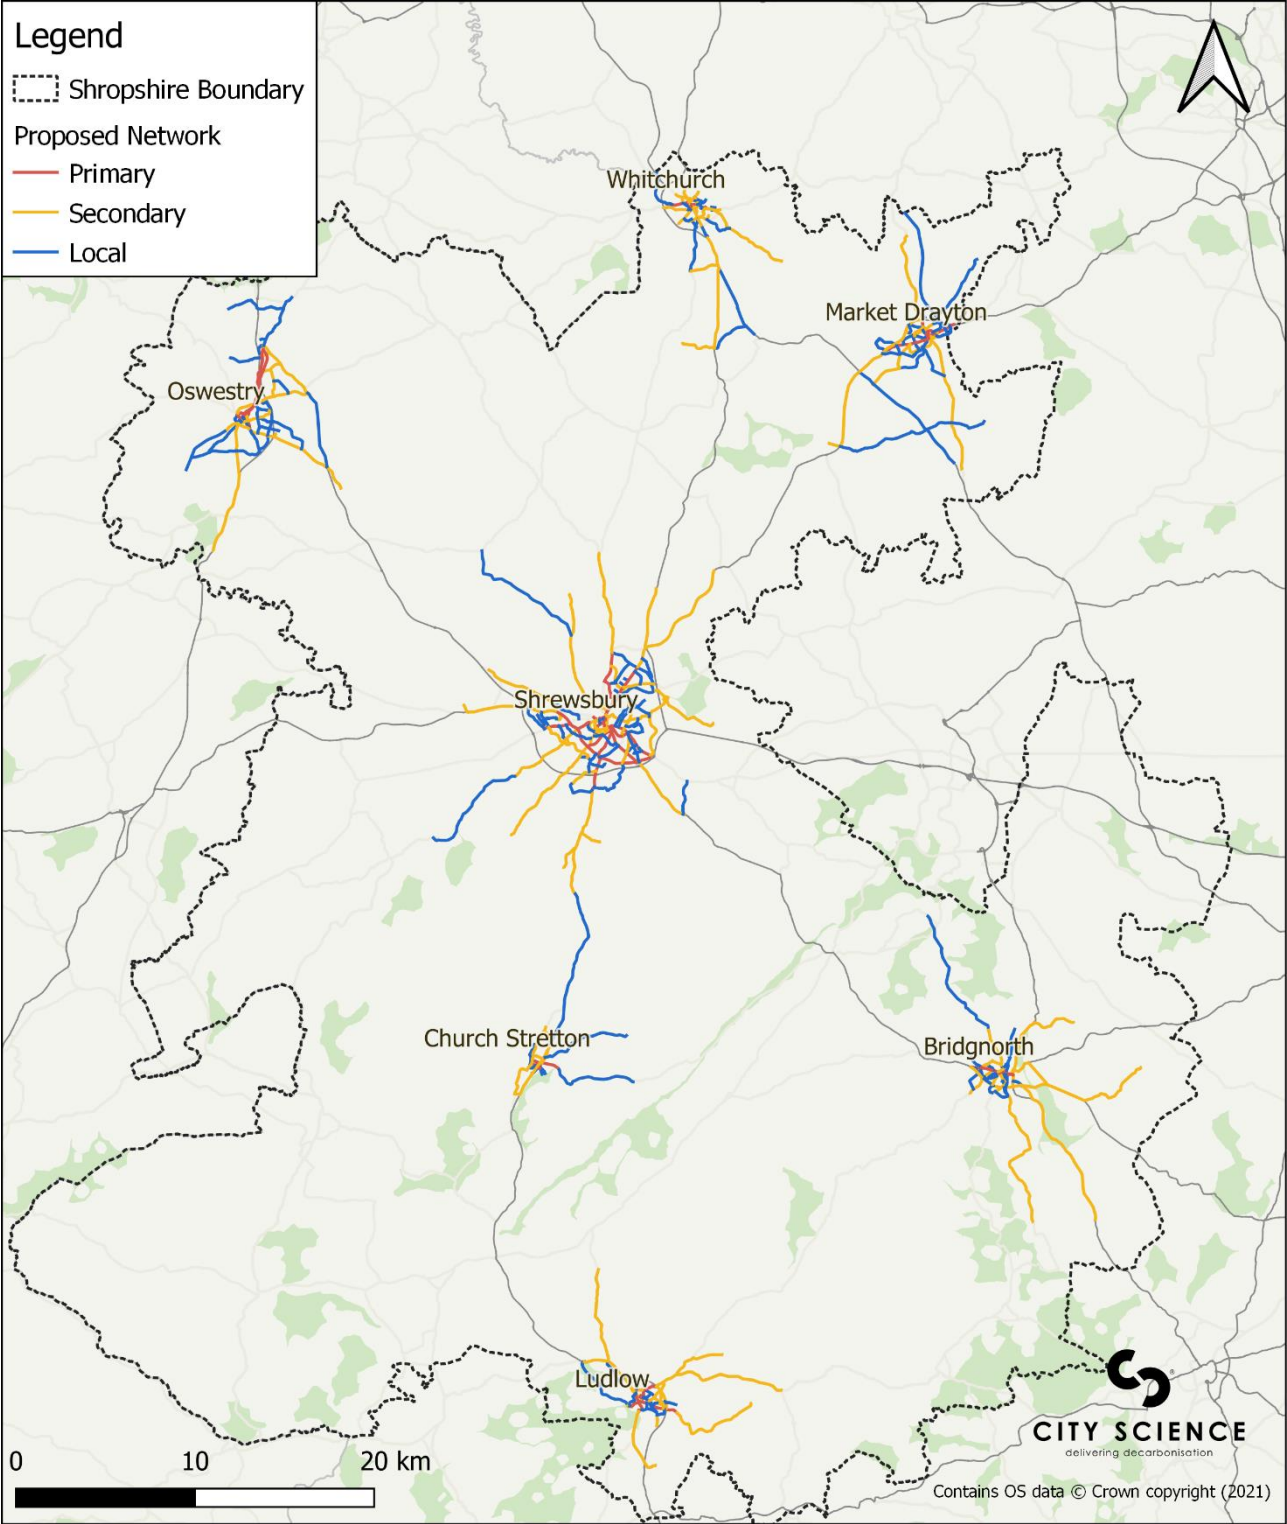 Legend
Shropshire Boundary
Proposed Network
Primary
Secondary
Local
Whitchurch
Market Drayton
Oswestry
Shrewsbury
Church Stretton
Bridgnorth
Ludlow
CITY SCIENCE
delivering decarbonisation
0 10 20 km
Contains OS data © Crown copyright (2021)